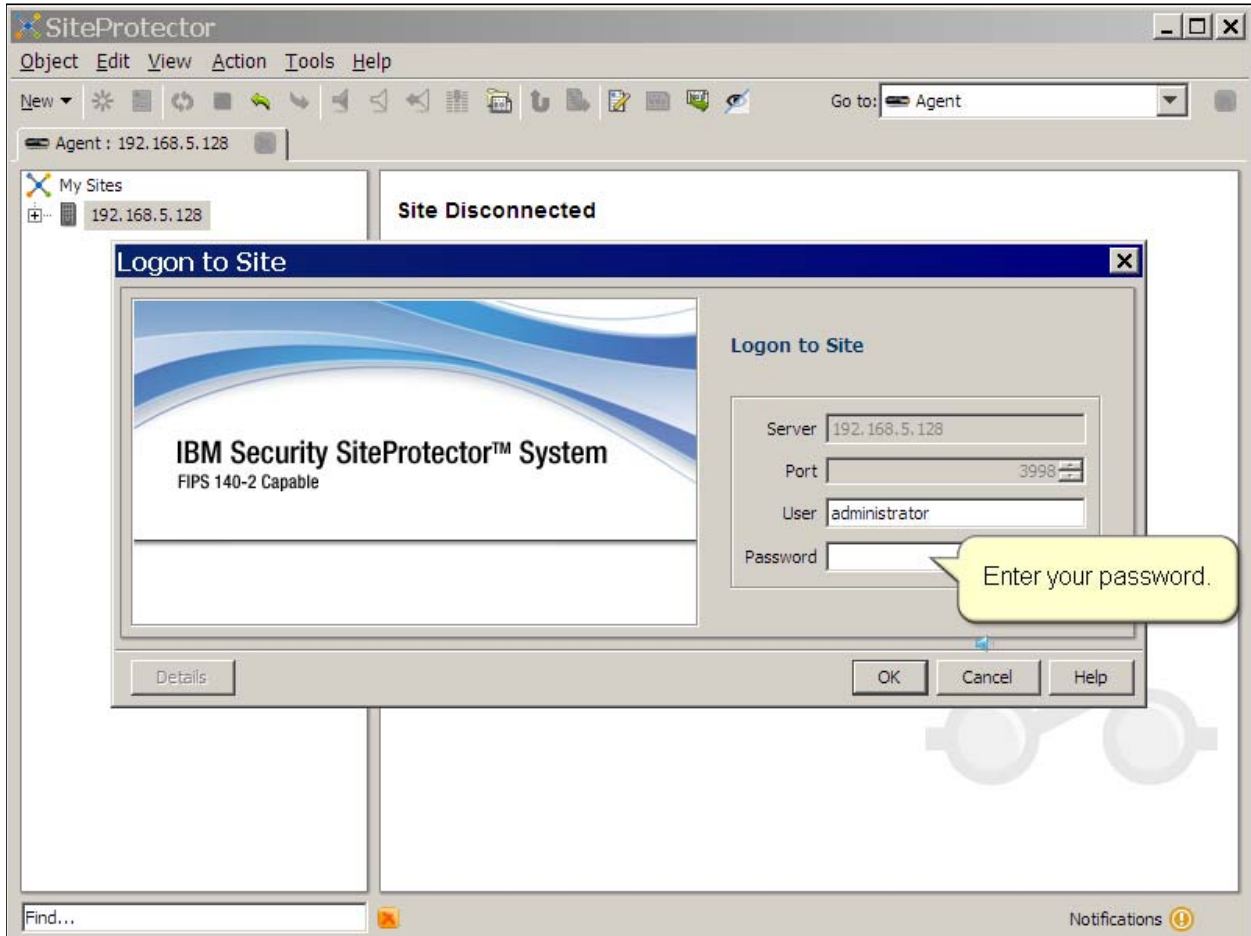 SiteProtector
Object Edit View Action Tools Help
New Go to: Agent
Agent : 192.168.5.128
My Sites
192.168.5.128
Site Disconnected
Logon to Site
Logon to Site
IBM Security SiteProtector™ System
FIPS 140-2 Capable
Server 192.168.5.128
Port 3998
User administrator
Password
Enter your password.
Details OK Cancel Help
Find... Notifications